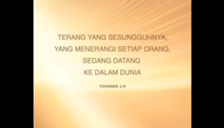 TERANG YANG SESUNGGUHNYA,
YANG MENERANGI SETIAP ORANG,
SEDANG DATANG
KE DALAM DUNIA
YOHANES 1:9